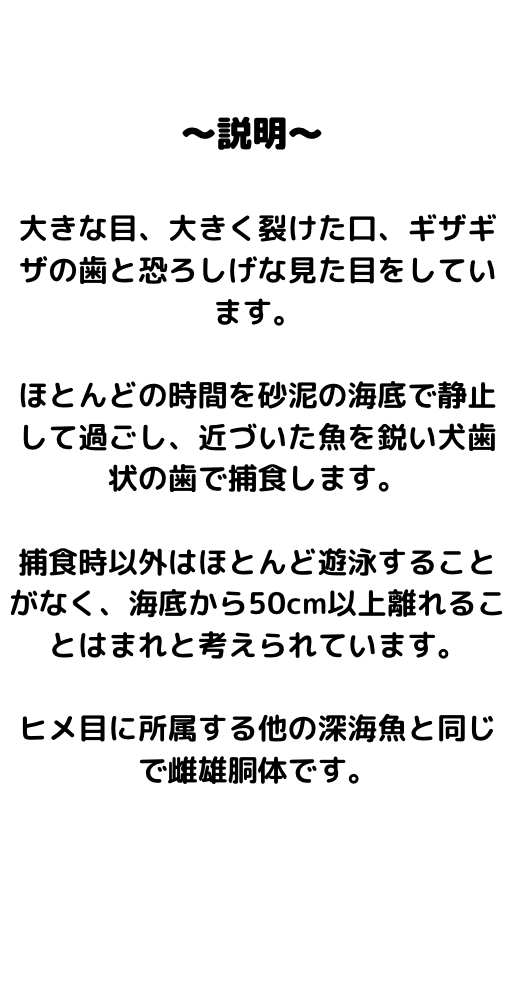 ～説明～
大きな目、大きく裂けた口、ギザギ
ザの歯と恐ろしげな見た目をしてい
ます。
ほとんどの時間を砂泥の海底で静止
して過ごし、近づいた魚を鋭い犬歯
状の歯で捕食します。
捕食時以外はほとんど遊泳すること
がなく、海底から50cm以上離れるこ
とはまれと考えられています。
ヒメ目に所属する他の深海魚と同じ
で雌雄胴体です。